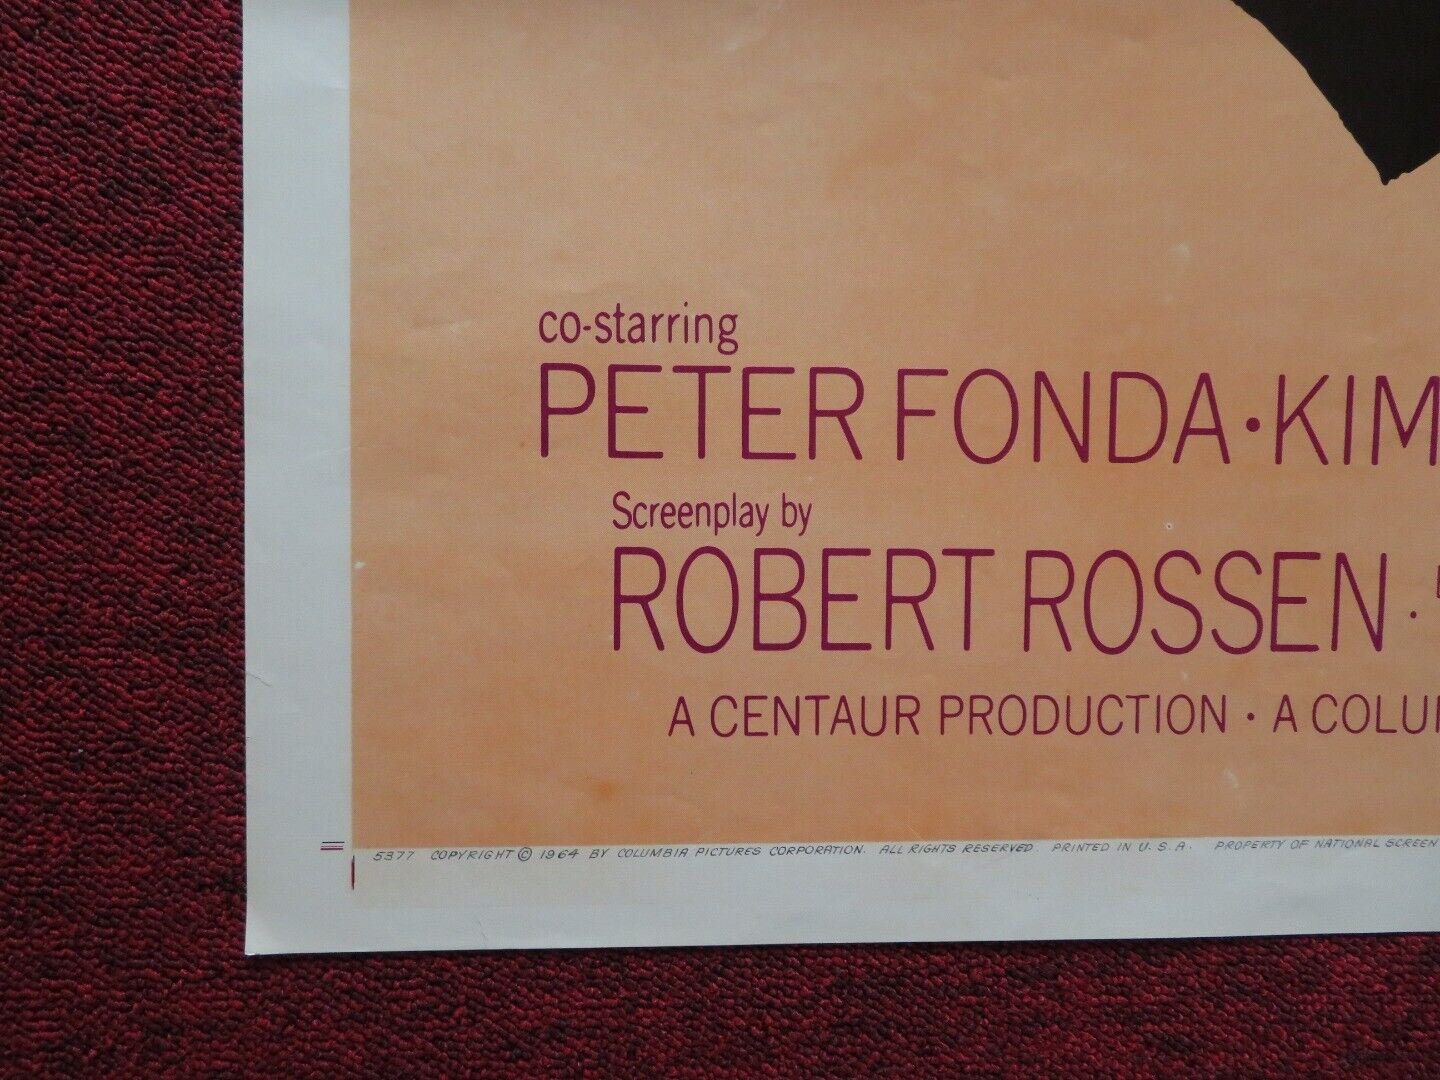 co-starring
PETER FONDA · KIM
Screenplay by
ROBERT ROSSEN ·
A CENTAUR PRODUCTION · A COLU
5377 COPYRIGHT © 1964 BY COLUMBIA PICTURES CORPORATION. ALL RIGHTS RESERVED. PRINTED IN U.S.A. PROPERTY OF NATIONAL SCREEN